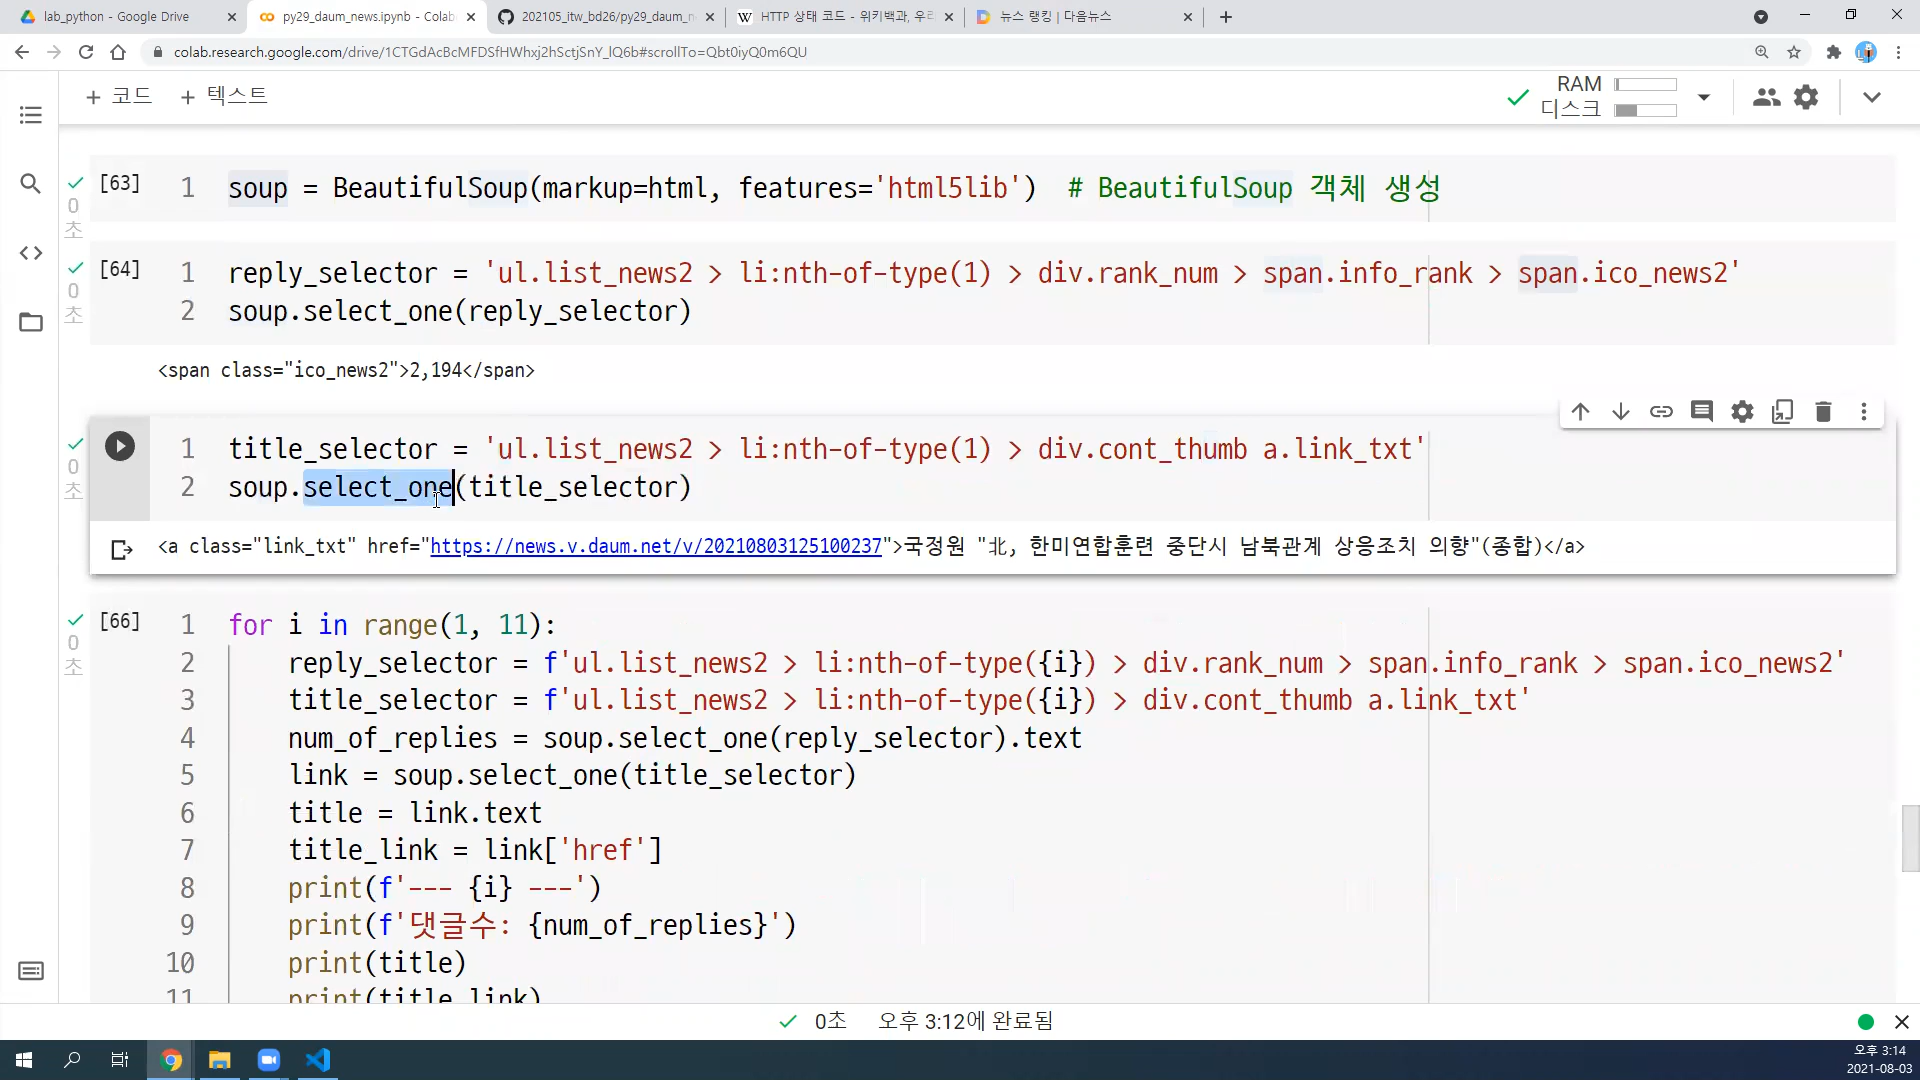 lab_python - Google Drive
py29_daum_news.ipynb - Colab
202105_itw_bd26/py29_daum_n
HTTP 상태 코드 - 위키백과, 우리
뉴스 랭킹 | 다음뉴스
colab.research.google.com/drive/1CTGdAcBcMFDSfHWhxj2hSctjSnY_lQ6b#scrollTo=Qbt0iyQ0m6QU
+ 코드 + 텍스트
RAM
디스크
[63] 1 soup = BeautifulSoup(markup=html, features='html5lib') # BeautifulSoup 객체 생성
0
초
[64] 1 reply_selector = 'ul.list_news2 > li:nth-of-type(1) > div.rank_num > span.info_rank > span.ico_news2'
0
초
2 soup.select_one(reply_selector)
<span class="ico_news2">2,194</span>
1 title_selector = 'ul.list_news2 > li:nth-of-type(1) > div.cont_thumb a.link_txt'
0
초
2 soup.select_one(title_selector)
<a class="link_txt" href="https://news.v.daum.net/v/20210803125100237">국정원 "北, 한미연합훈련 중단시 남북관계 상응조치 의향"(종합)</a>
[66] 1 for i in range(1, 11):
0
초
2 reply_selector = f'ul.list_news2 > li:nth-of-type({i}) > div.rank_num > span.info_rank > span.ico_news2'
3 title_selector = f'ul.list_news2 > li:nth-of-type({i}) > div.cont_thumb a.link_txt'
4 num_of_replies = soup.select_one(reply_selector).text
5 link = soup.select_one(title_selector)
6 title = link.text
7 title_link = link['href']
8 print(f'--- {i} ---')
9 print(f'댓글수: {num_of_replies}')
10 print(title)
11 print(title_link)
0초 오후 3:12에 완료됨
오후 3:14
2021-08-03